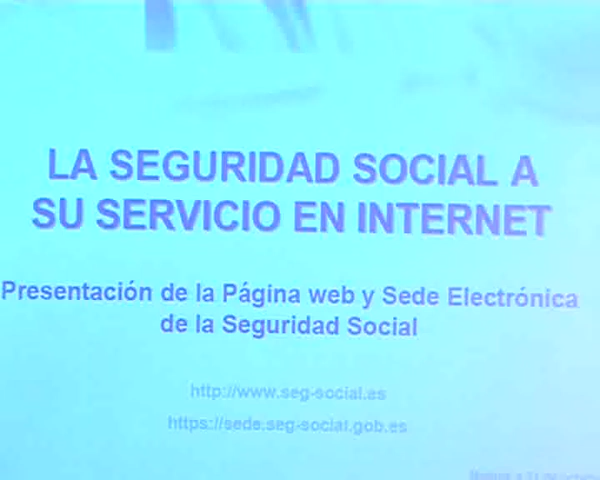 LA SEGURIDAD SOCIAL A
SU SERVICIO EN INTERNET
Presentación de la Página web y Sede Electrónica
de la Seguridad Social
http://www.seg-social.es
https://sede.seg-social.gob.es